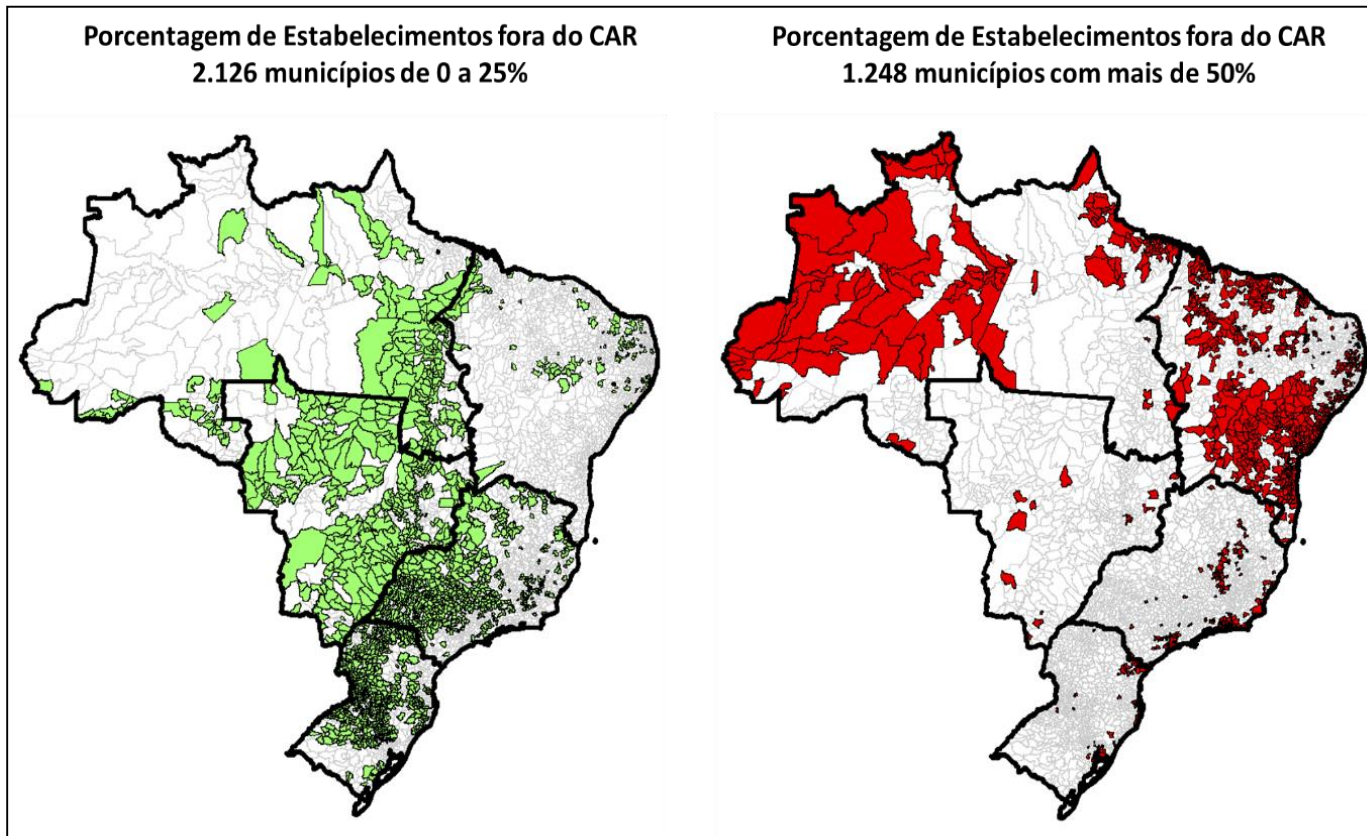 Porcentagem de Estabelecimentos fora do CAR
2.126 municípios de 0 a 25%
Porcentagem de Estabelecimentos fora do CAR
1.248 municípios com mais de 50%